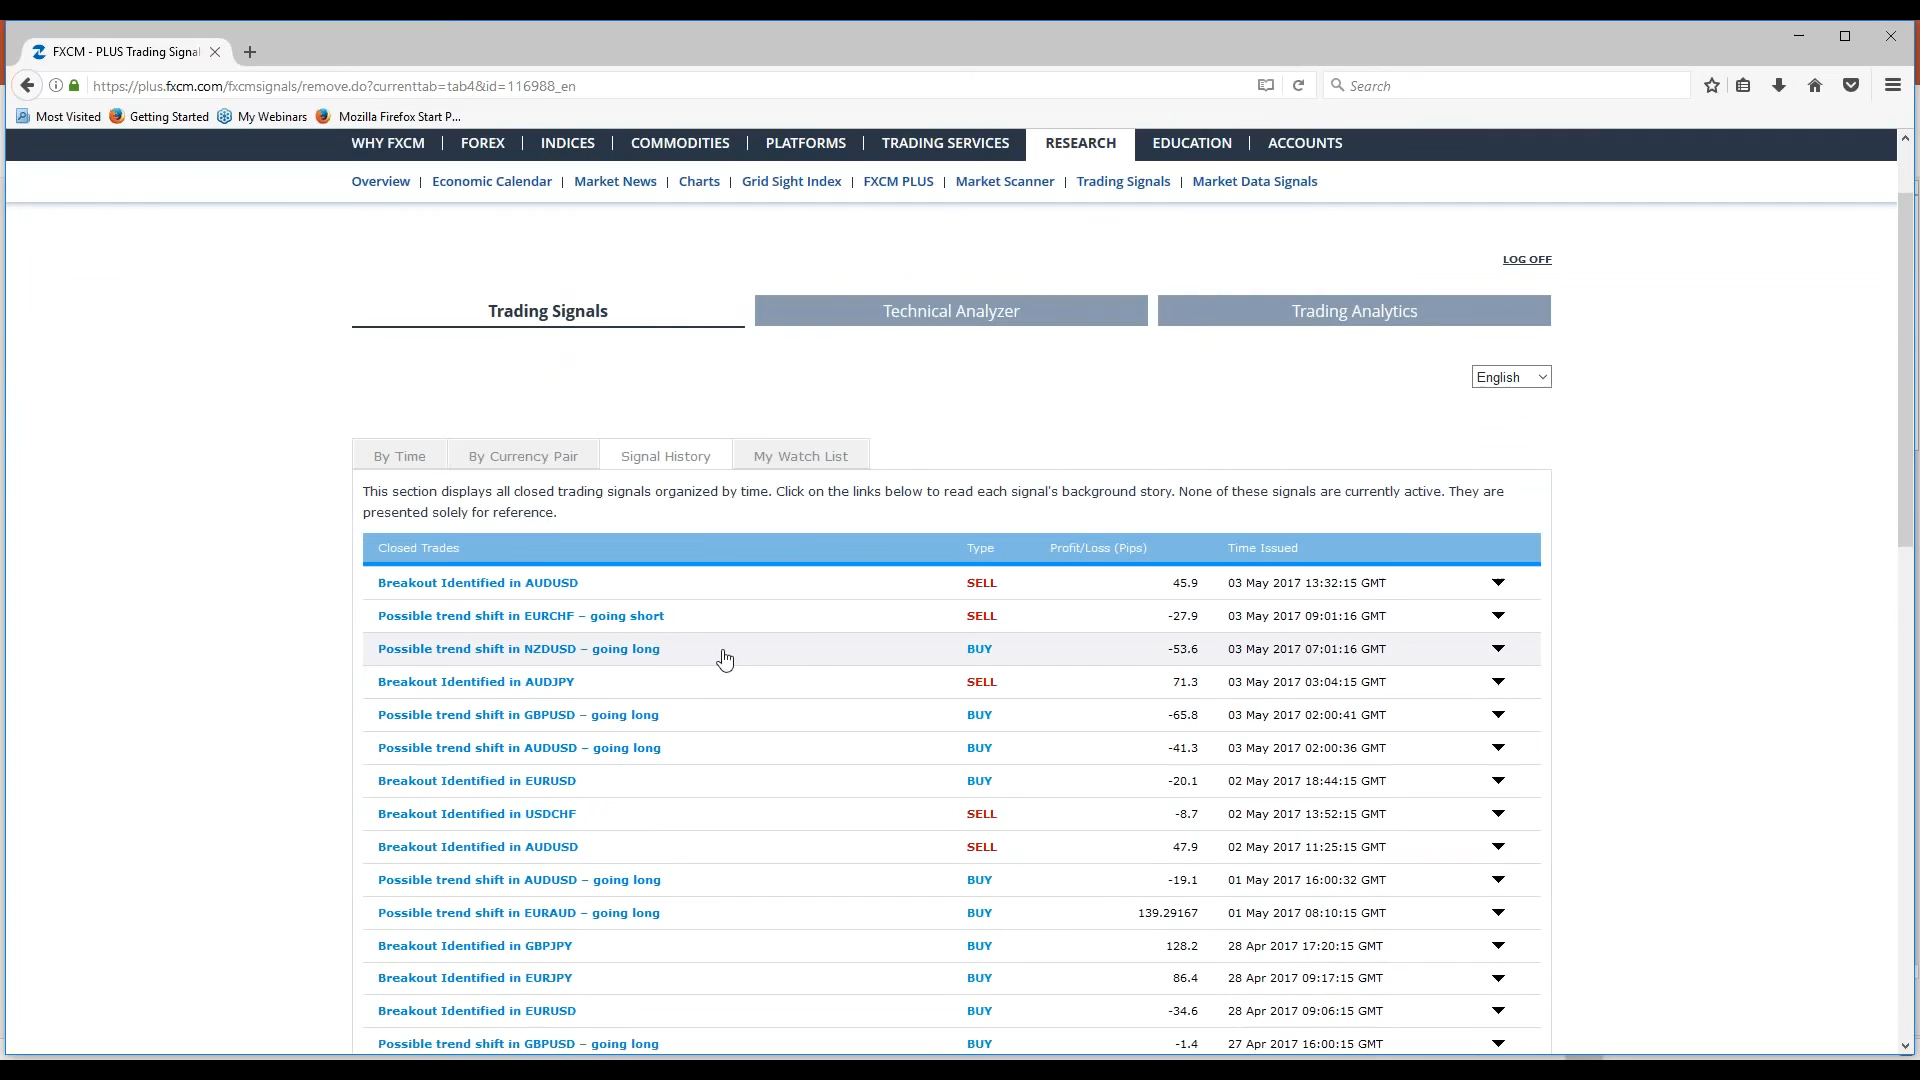 FXCM - PLUS Trading Signa
https://plus.fxcm.com/fxcmsignals/remove.do?currenttab=tab4&id=116988_en
Search
Most Visited Getting Started My Webinars Mozilla Firefox Start P...
WHY FXCM | FOREX | INDICES | COMMODITIES | PLATFORMS | TRADING SERVICES RESEARCH EDUCATION | ACCOUNTS
Overview | Economic Calendar | Market News | Charts | Grid Sight Index | FXCM PLUS | Market Scanner | Trading Signals | Market Data Signals
LOG OFF
Trading Signals Technical Analyzer Trading Analytics
English
By Time By Currency Pair Signal History My Watch List
This section displays all closed trading signals organized by time. Click on the links below to read each signal's background story. None of these signals are currently active. They are
presented solely for reference.
Closed Trades Type Profit/Loss (Pips) Time Issued
Breakout Identified in AUDUSD SELL 45.9 03 May 2017 13:32:15 GMT
Possible trend shift in EURCHF – going short SELL -27.9 03 May 2017 09:01:16 GMT
Possible trend shift in NZDUSD – going long BUY -53.6 03 May 2017 07:01:16 GMT
Breakout Identified in AUDJPY SELL 71.3 03 May 2017 03:04:15 GMT
Possible trend shift in GBPUSD – going long BUY -65.8 03 May 2017 02:00:41 GMT
Possible trend shift in AUDUSD – going long BUY -41.3 03 May 2017 02:00:36 GMT
Breakout Identified in EURUSD BUY -20.1 02 May 2017 18:44:15 GMT
Breakout Identified in USDCHF SELL -8.7 02 May 2017 13:52:15 GMT
Breakout Identified in AUDUSD SELL 47.9 02 May 2017 11:25:15 GMT
Possible trend shift in AUDUSD – going long BUY -19.1 01 May 2017 16:00:32 GMT
Possible trend shift in EURAUD – going long BUY 139.29167 01 May 2017 08:10:15 GMT
Breakout Identified in GBPJPY BUY 128.2 28 Apr 2017 17:20:15 GMT
Breakout Identified in EURJPY BUY 86.4 28 Apr 2017 09:17:15 GMT
Breakout Identified in EURUSD BUY -34.6 28 Apr 2017 09:06:15 GMT
Possible trend shift in GBPUSD – going long BUY -1.4 27 Apr 2017 16:00:15 GMT